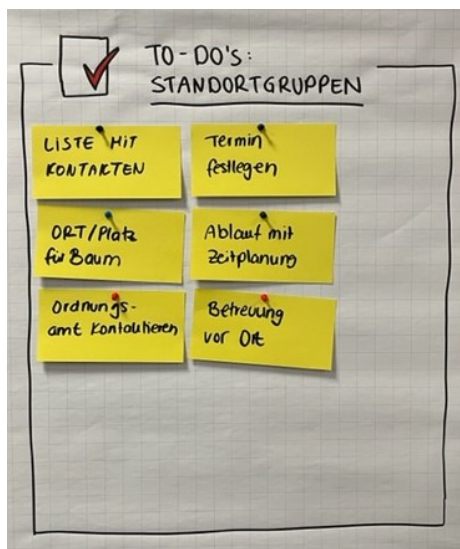 TO-DO'S:
STANDORTGRUPPEN
LISTE MIT
KONTAKTEN
Termin
festlegen
ORT/Platz
für Baum
Ablauf mit
Zeitplanung
Ordnungs-
amt kontaktieren
Betreuung
vor Ort